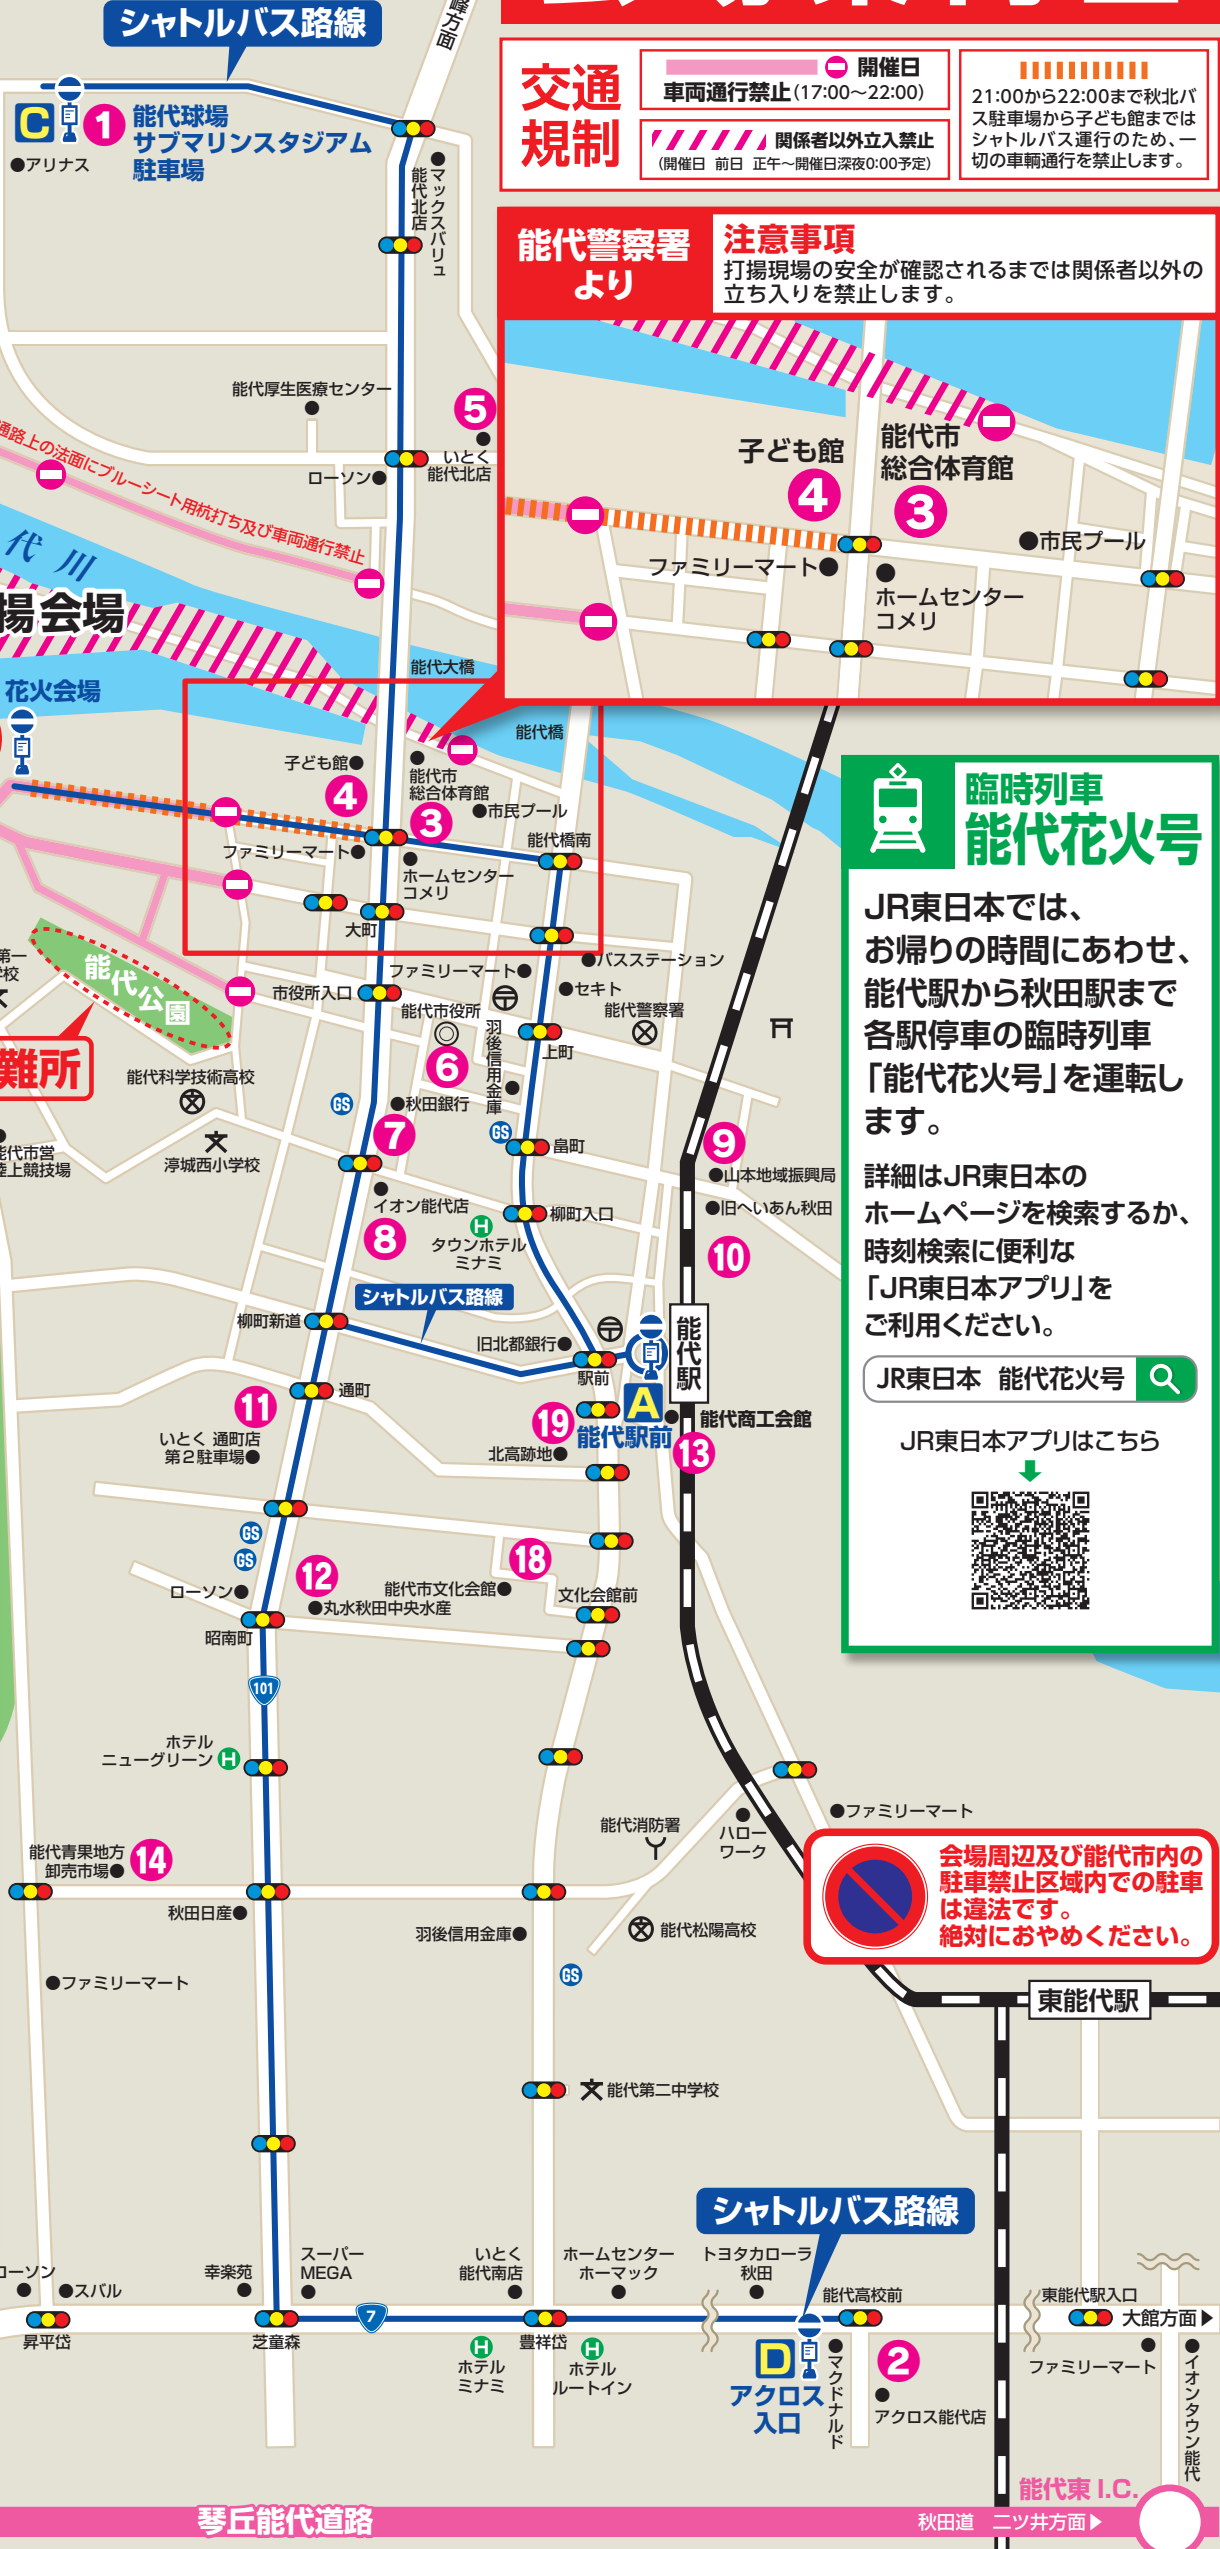 シャトルバス路線
峰方面
C
1
能代球場
サブマリンスタジアム
駐車場
●アリナス
マックスバリュ
能代北店
交通
規制
開催日
車両通行禁止(17:00〜22:00)
関係者以外立入禁止
(開催日 前日 正午〜開催日深夜0:00予定)
21:00から22:00まで秋北バ
ス駐車場から子ども館までは
シャトルバス運行のため、一
切の車輌通行を禁止します。
能代警察署
より
注意事項
打揚現場の安全が確認されるまでは関係者以外の
立ち入りを禁止します。
子ども館
4
能代市
総合体育館
3
●市民プール
ファミリーマート●
ホームセンター
コメリ
能代厚生医療センター
5
いとく
能代北店
ローソン●
通路上の法面にブルーシート用杭打ち及び車両通行禁止
代川
揚会場
花火会場
能代大橋
能代橋
子ども館●
4
能代市
総合体育館
3
●市民プール
能代橋南
ファミリーマート●
ホームセンター
コメリ
大町
能代公園
第一
学校
難所
ファミリーマート●
●バスステーション
市役所入口
能代市役所
6
●セキト
能代警察署
羽後信用金庫
上町
能代科学技術高校
GS
●秋田銀行
7
GS
畠町
能代市営
陸上競技場
渟城西小学校
9
●山本地域振興局
●旧へいあん秋田
10
イオン能代店
8
H
タウンホテル
ミナミ
柳町入口
シャトルバス路線
柳町新道
旧北都銀行●
駅前
能代駅
A
能代駅前
能代商工会館
13
通町
11
いとく 通町店
第2駐車場●
19
北高跡地●
GS
GS
ローソン●
12
●丸水秋田中央水産
18
能代市文化会館●
文化会館前
昭南町
101
ホテル
ニューグリーン
H
能代青果地方
卸売市場●
14
秋田日産●
●ファミリーマート
能代消防署
ハロー
ワーク
●ファミリーマート
羽後信用金庫●
能代松陽高校
GS
能代第二中学校
臨時列車
能代花火号
JR東日本では、
お帰りの時間にあわせ、
能代駅から秋田駅まで
各駅停車の臨時列車
「能代花火号」を運転し
ます。
詳細はJR東日本の
ホームページを検索するか、
時刻検索に便利な
「JR東日本アプリ」を
ご利用ください。
JR東日本 能代花火号
JR東日本アプリはこちら
会場周辺及び能代市内の
駐車禁止区域内での駐車
は違法です。
絶対におやめください。
東能代駅
シャトルバス路線
ローソン
●スバル
昇平岱
幸楽苑
スーパー
MEGA
芝童森
7
いとく
能代南店
ホームセンター
ホーマック
トヨタカローラ
秋田
能代高校前
東能代駅入口
大館方面▶
H
ホテル
ミナミ
豊祥岱
H
ホテル
ルートイン
D
アクロス
入口
マクドナルド
2
アクロス能代店
ファミリーマート
イオンタウン能代
能代東 I.C.
琴丘能代道路
秋田道 二ツ井方面▶